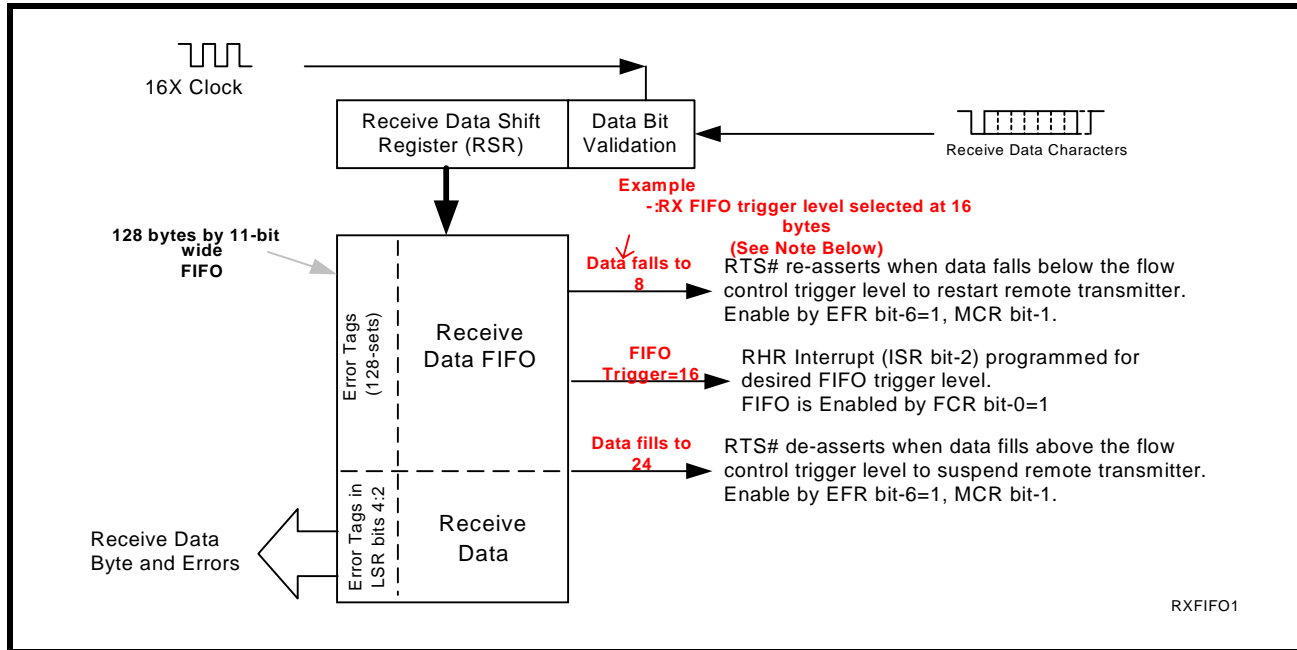 16X Clock
Receive Data Shift
Register (RSR)
Data Bit
Validation
Receive Data Characters
Example
-:RX FIFO trigger level selected at 16
bytes
(See Note Below)
128 bytes by 11-bit
wide
FIFO
Data falls to
8
RTS# re-asserts when data falls below the flow
control trigger level to restart remote transmitter.
Enable by EFR bit-6=1, MCR bit-1.
Error Tags
(128-sets)
Receive
Data FIFO
FIFO
Trigger=16
RHR Interrupt (ISR bit-2) programmed for
desired FIFO trigger level.
FIFO is Enabled by FCR bit-0=1
Data fills to
24
RTS# de-asserts when data fills above the flow
control trigger level to suspend remote transmitter.
Enable by EFR bit-6=1, MCR bit-1.
Error Tags in
LSR bits 4:2
Receive
Data
Receive Data
Byte and Errors
RXFIFO1